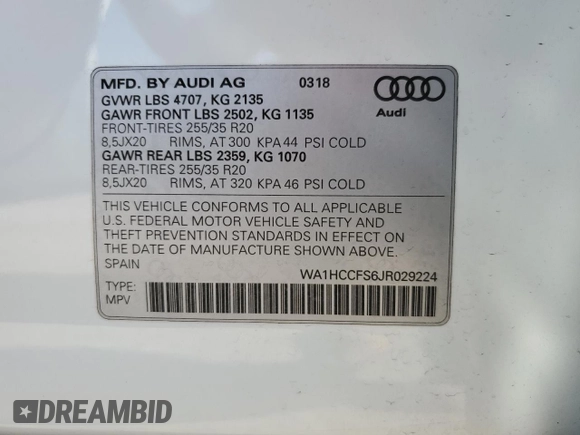 MFD. BY AUDI AG 0318
GVWR LBS 4707, KG 2135
GAWR FRONT LBS 2502, KG 1135
FRONT-TIRES 255/35 R20
8,5JX20 RIMS, AT 300 KPA 44 PSI COLD
GAWR REAR LBS 2359, KG 1070
REAR-TIRES 255/35 R20
8,5JX20 RIMS, AT 320 KPA 46 PSI COLD
Audi
THIS VEHICLE CONFORMS TO ALL APPLICABLE
U.S. FEDERAL MOTOR VEHICLE SAFETY AND
THEFT PREVENTION STANDARDS IN EFFECT ON
THE DATE OF MANUFACTURE SHOWN ABOVE.
SPAIN WA1HCCFS6JR029224
TYPE:
MPV
DREAMBID